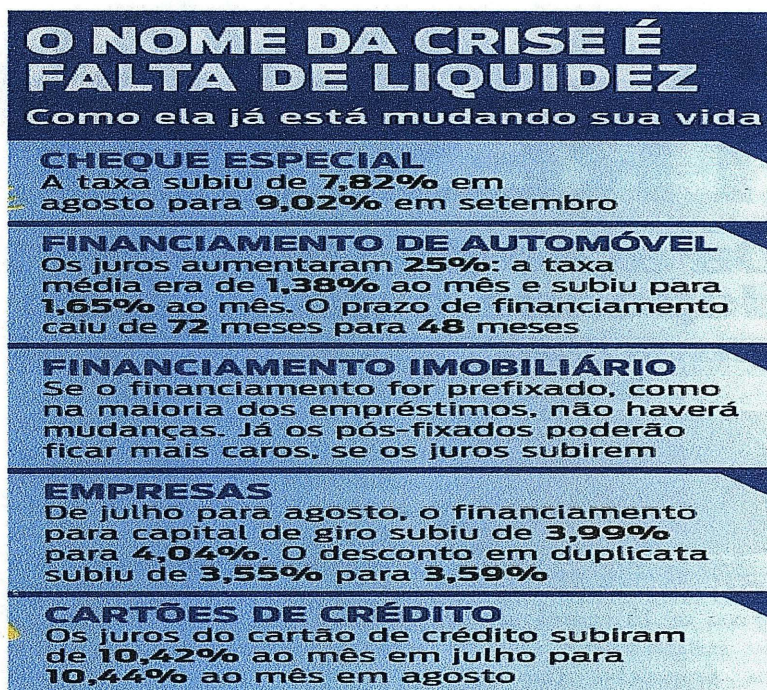 O NOME DA CRISE É
FALTA DE LIQUIDEZ
Como ela já está mudando sua vida
CHEQUE ESPECIAL
A taxa subiu de 7,82% em
agosto para 9,02% em setembro
FINANCIAMENTO DE AUTOMÓVEL
Os juros aumentaram 25%: a taxa
média era de 1,38% ao mês e subiu para
1,65% ao mês. O prazo de financiamento
caiu de 72 meses para 48 meses
FINANCIAMENTO IMOBILIÁRIO
Se o financiamento for prefixado, como
na maioria dos empréstimos, não haverá
mudanças. Já os pós-fixados poderão
ficar mais caros, se os juros subirem
EMPRESAS
De julho para agosto, o financiamento
para capital de giro subiu de 3,99%
para 4,04%. O desconto em duplicata
subiu de 3,55% para 3,59%
CARTÕES DE CRÉDITO
Os juros do cartão de crédito subiram
de 10,42% ao mês em julho para
10,44% ao mês em agosto